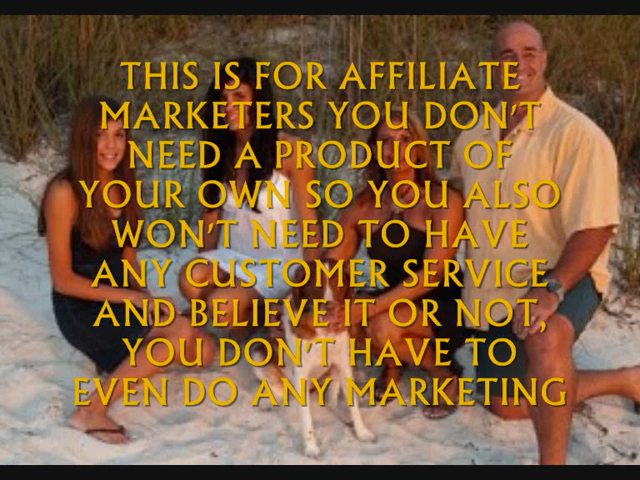 THIS IS FOR AFFILIATE
MARKETERS YOU DON'T
NEED A PRODUCT OF
YOUR OWN SO YOU ALSO
WON'T NEED TO HAVE
ANY CUSTOMER SERVICE
AND BELIEVE IT OR NOT,
YOU DON'T HAVE TO
EVEN DO ANY MARKETING